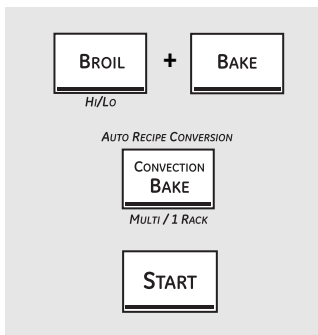 BROIL + BAKE
HI/LO
AUTO RECIPE CONVERSION
CONVECTION
BAKE
MULTI / 1 RACK
START